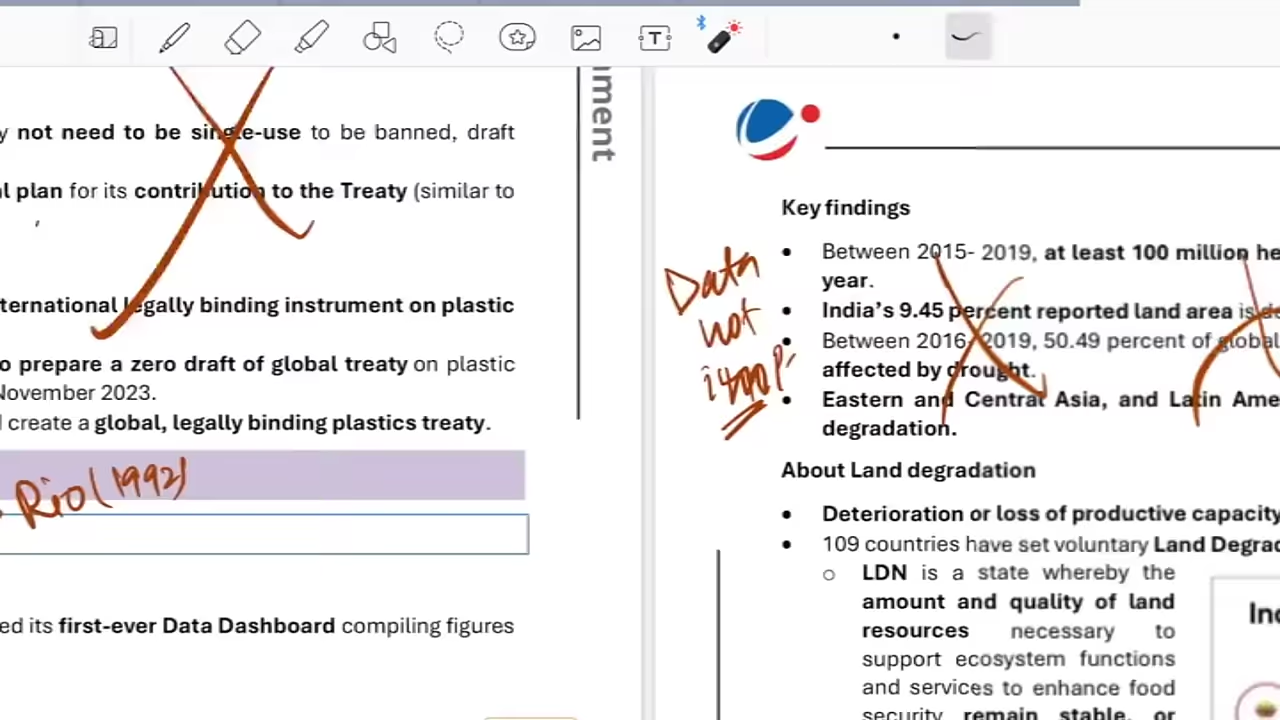 nment
y not need to be single-use to be banned, draft
al plan for its contribution to the Treaty (similar to
ternational legally binding instrument on plastic
o prepare a zero draft of global treaty on plastic
November 2023.
d create a global, legally binding plastics treaty.
Rio (1992)
ed its first-ever Data Dashboard compiling figures
Key findings
Data
not
• Between 2015- 2019, at least 100 million he
year.
• India's 9.45 percent reported land area is de
• Between 2016- 2019, 50.49 percent of global
affected by drought.
• Eastern and Central Asia, and Latin Ame
degradation.
About Land degradation
• Deterioration or loss of productive capacity
• 109 countries have set voluntary Land Degrad
o LDN is a state whereby the
amount and quality of land
resources necessary to
support ecosystem functions
and services to enhance food
security remain stable, or
Ind